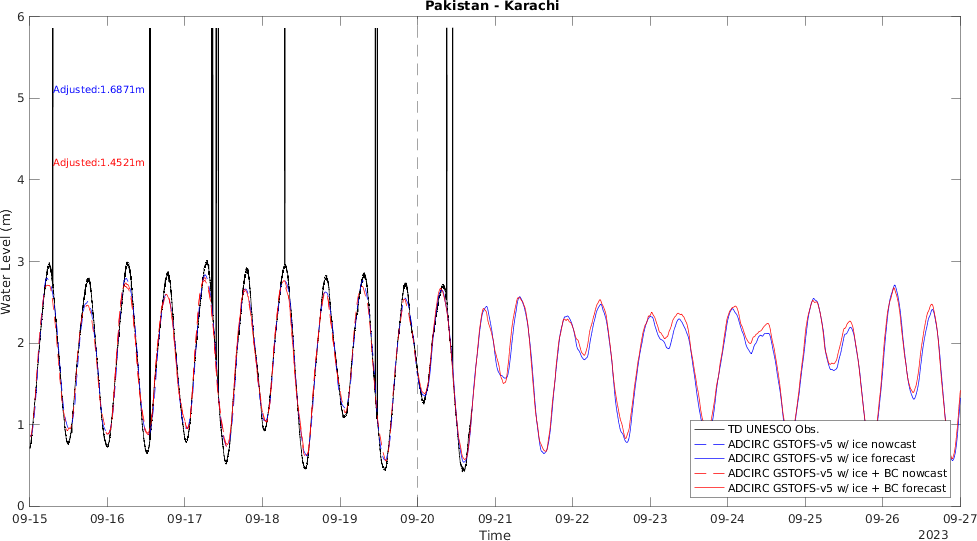 Pakistan - Karachi
6
5
4
3
2
1
0
Water Level (m)
Adjusted:1.6871m
Adjusted:1.4521m
TD UNESCO Obs.
ADCIRC GSTOFS-v5 w/ ice nowcast
ADCIRC GSTOFS-v5 w/ ice forecast
ADCIRC GSTOFS-v5 w/ ice + BC nowcast
ADCIRC GSTOFS-v5 w/ ice + BC forecast
09-15 09-16 09-17 09-18 09-19 09-20 09-21 09-22 09-23 09-24 09-25 09-26 09-27
Time
2023